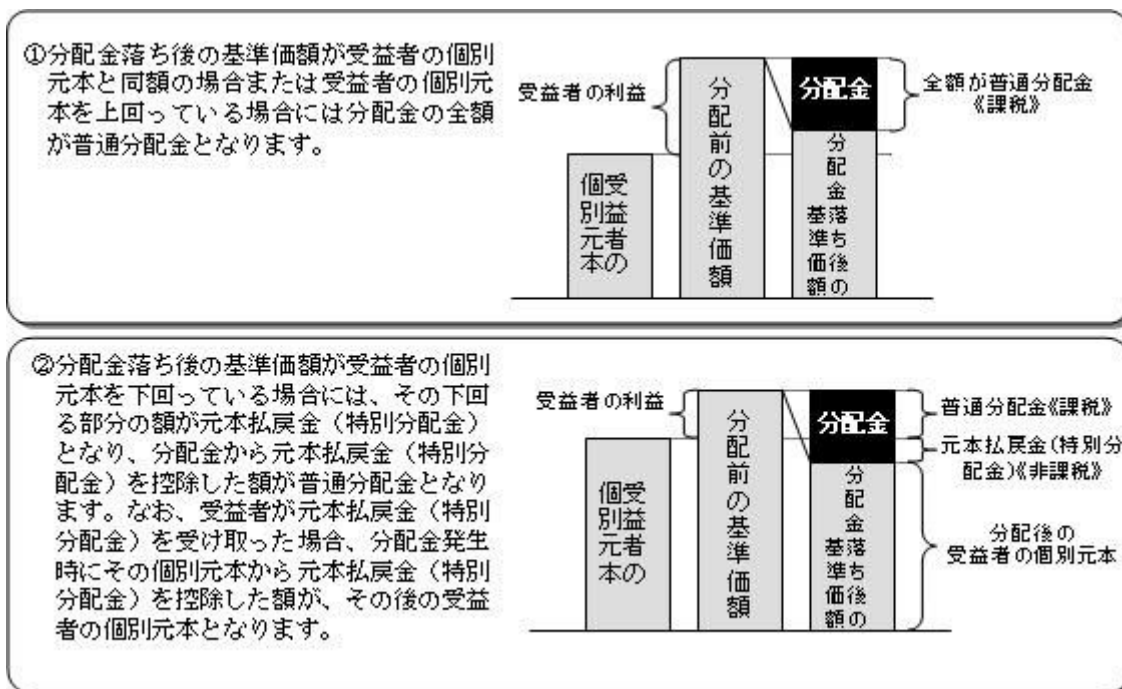 ①分配金落ち後の基準価額が受益者の個別
元本と同額の場合または受益者の個別元
本を上回っている場合には分配金の全額
が普通分配金となります。
受益者の利益
受益者の
個別元本
分配前の基準価額
分配金
分配金落ち後の
基準価額
全額が普通分配金
《課税》
②分配金落ち後の基準価額が受益者の個別
元本を下回っている場合には、その下回
る部分の額が元本払戻金（特別分配金）
となり、分配金から元本払戻金（特別分
配金）を控除した額が普通分配金となり
ます。なお、受益者が元本払戻金（特別
分配金）を受け取った場合、分配金発生
時にその個別元本から元本払戻金（特別
分配金）を控除した額が、その後の受益
者の個別元本となります。
受益者の利益
受益者の
個別元本
分配前の基準価額
分配金
分配金落ち後の
基準価額
普通分配金《課税》
元本払戻金(特別分
配金)《非課税》
分配後の
受益者の個別元本